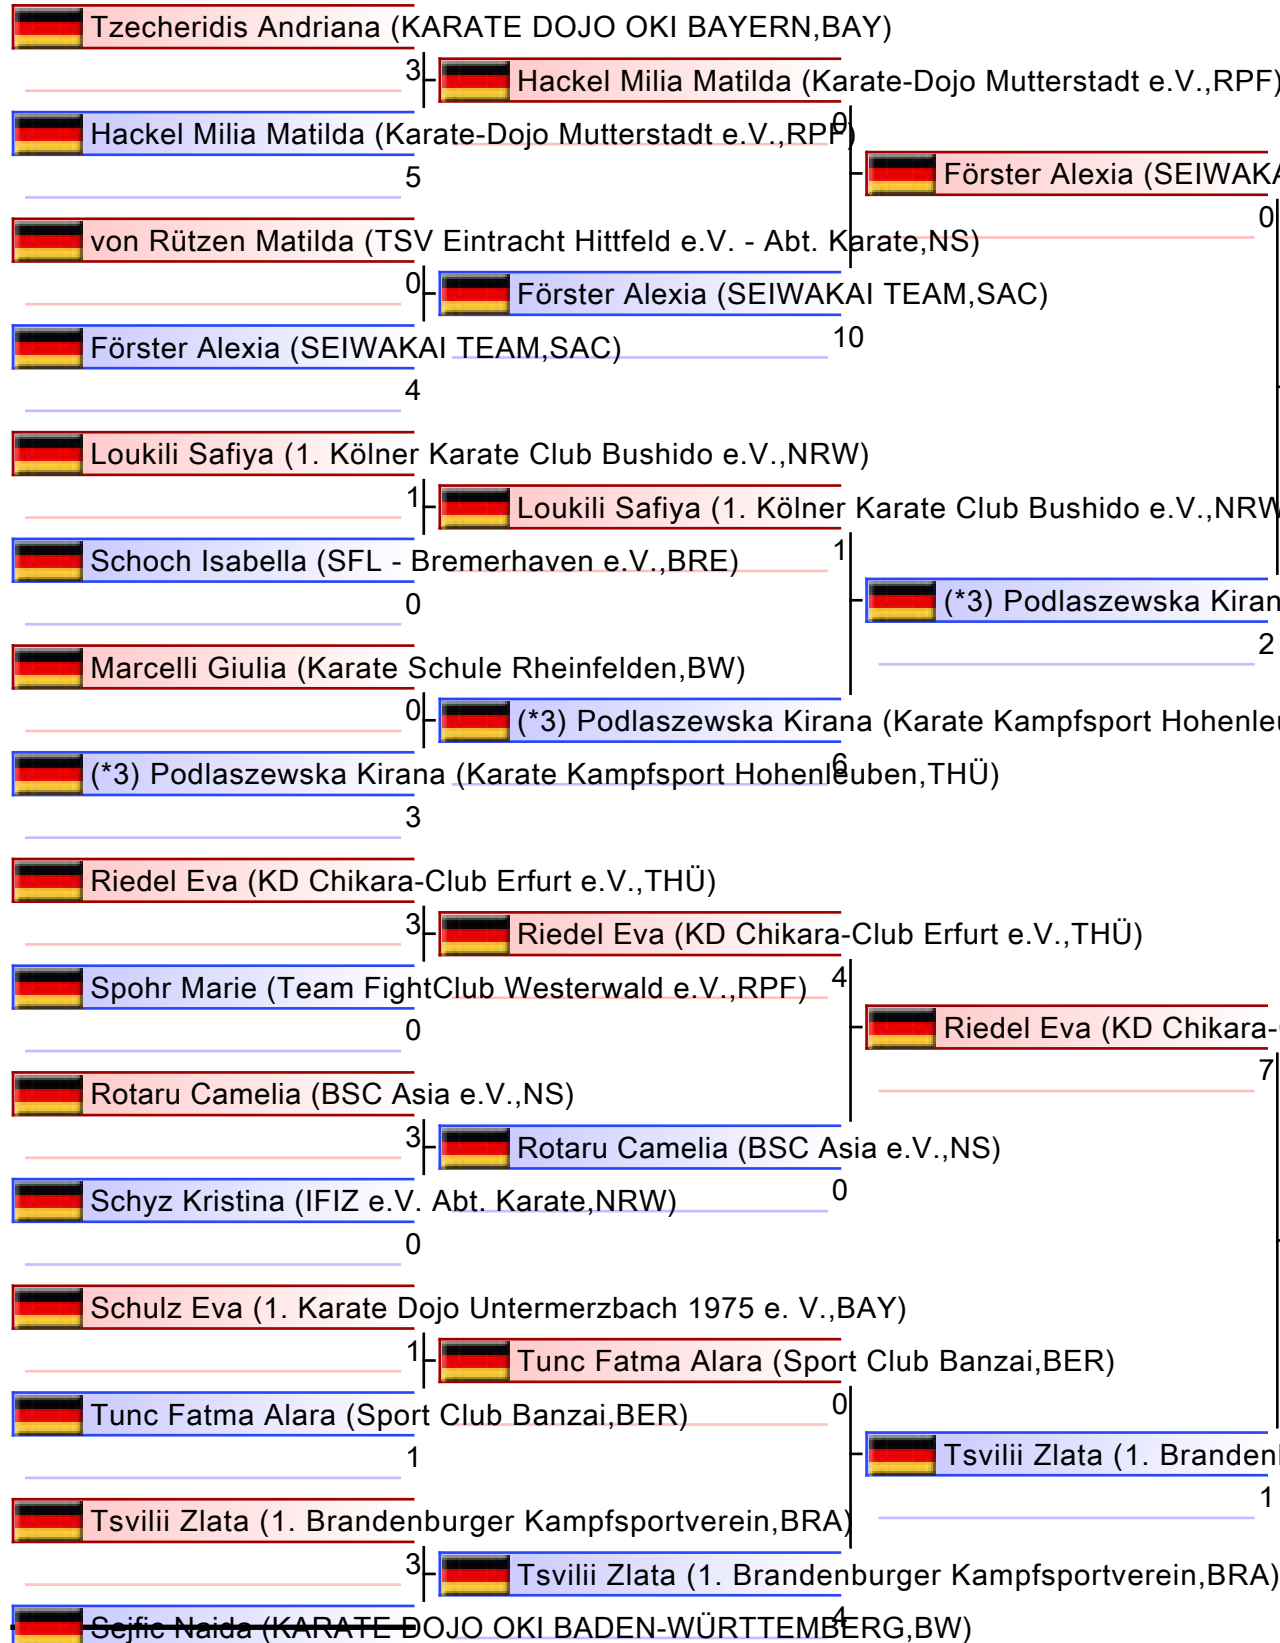 Tzecheridis Andriana (KARATE DOJO OKI BAYERN,BAY)
3
Hackel Milia Matilda (Karate-Dojo Mutterstadt e.V.,RPF)
Hackel Milia Matilda (Karate-Dojo Mutterstadt e.V.,RPF)
0
5
Förster Alexia (SEIWAKA
0
von Rützen Matilda (TSV Eintracht Hittfeld e.V. - Abt. Karate,NS)
0
Förster Alexia (SEIWAKAI TEAM,SAC)
10
Förster Alexia (SEIWAKAI TEAM,SAC)
4
Loukili Safiya (1. Kölner Karate Club Bushido e.V.,NRW)
1
Loukili Safiya (1. Kölner Karate Club Bushido e.V.,NRW
1
Schoch Isabella (SFL - Bremerhaven e.V.,BRE)
0
(*3) Podlaszewska Kiran
2
Marcelli Giulia (Karate Schule Rheinfelden,BW)
0
(*3) Podlaszewska Kirana (Karate Kampfsport Hohenleu
6
(*3) Podlaszewska Kirana (Karate Kampfsport Hohenleuben,THÜ)
3
Riedel Eva (KD Chikara-Club Erfurt e.V.,THÜ)
3
Riedel Eva (KD Chikara-Club Erfurt e.V.,THÜ)
4
Spohr Marie (Team FightClub Westerwald e.V.,RPF)
0
Riedel Eva (KD Chikara-
7
Rotaru Camelia (BSC Asia e.V.,NS)
3
Rotaru Camelia (BSC Asia e.V.,NS)
0
Schyz Kristina (IFIZ e.V. Abt. Karate,NRW)
0
Schulz Eva (1. Karate Dojo Untermerzbach 1975 e. V.,BAY)
1
Tunc Fatma Alara (Sport Club Banzai,BER)
0
Tunc Fatma Alara (Sport Club Banzai,BER)
1
Tsvilii Zlata (1. Branden
1
Tsvilii Zlata (1. Brandenburger Kampfsportverein,BRA)
3
Tsvilii Zlata (1. Brandenburger Kampfsportverein,BRA)
4
Sejfic Naida (KARATE DOJO OKI BADEN-WÜRTTEMBERG,BW)